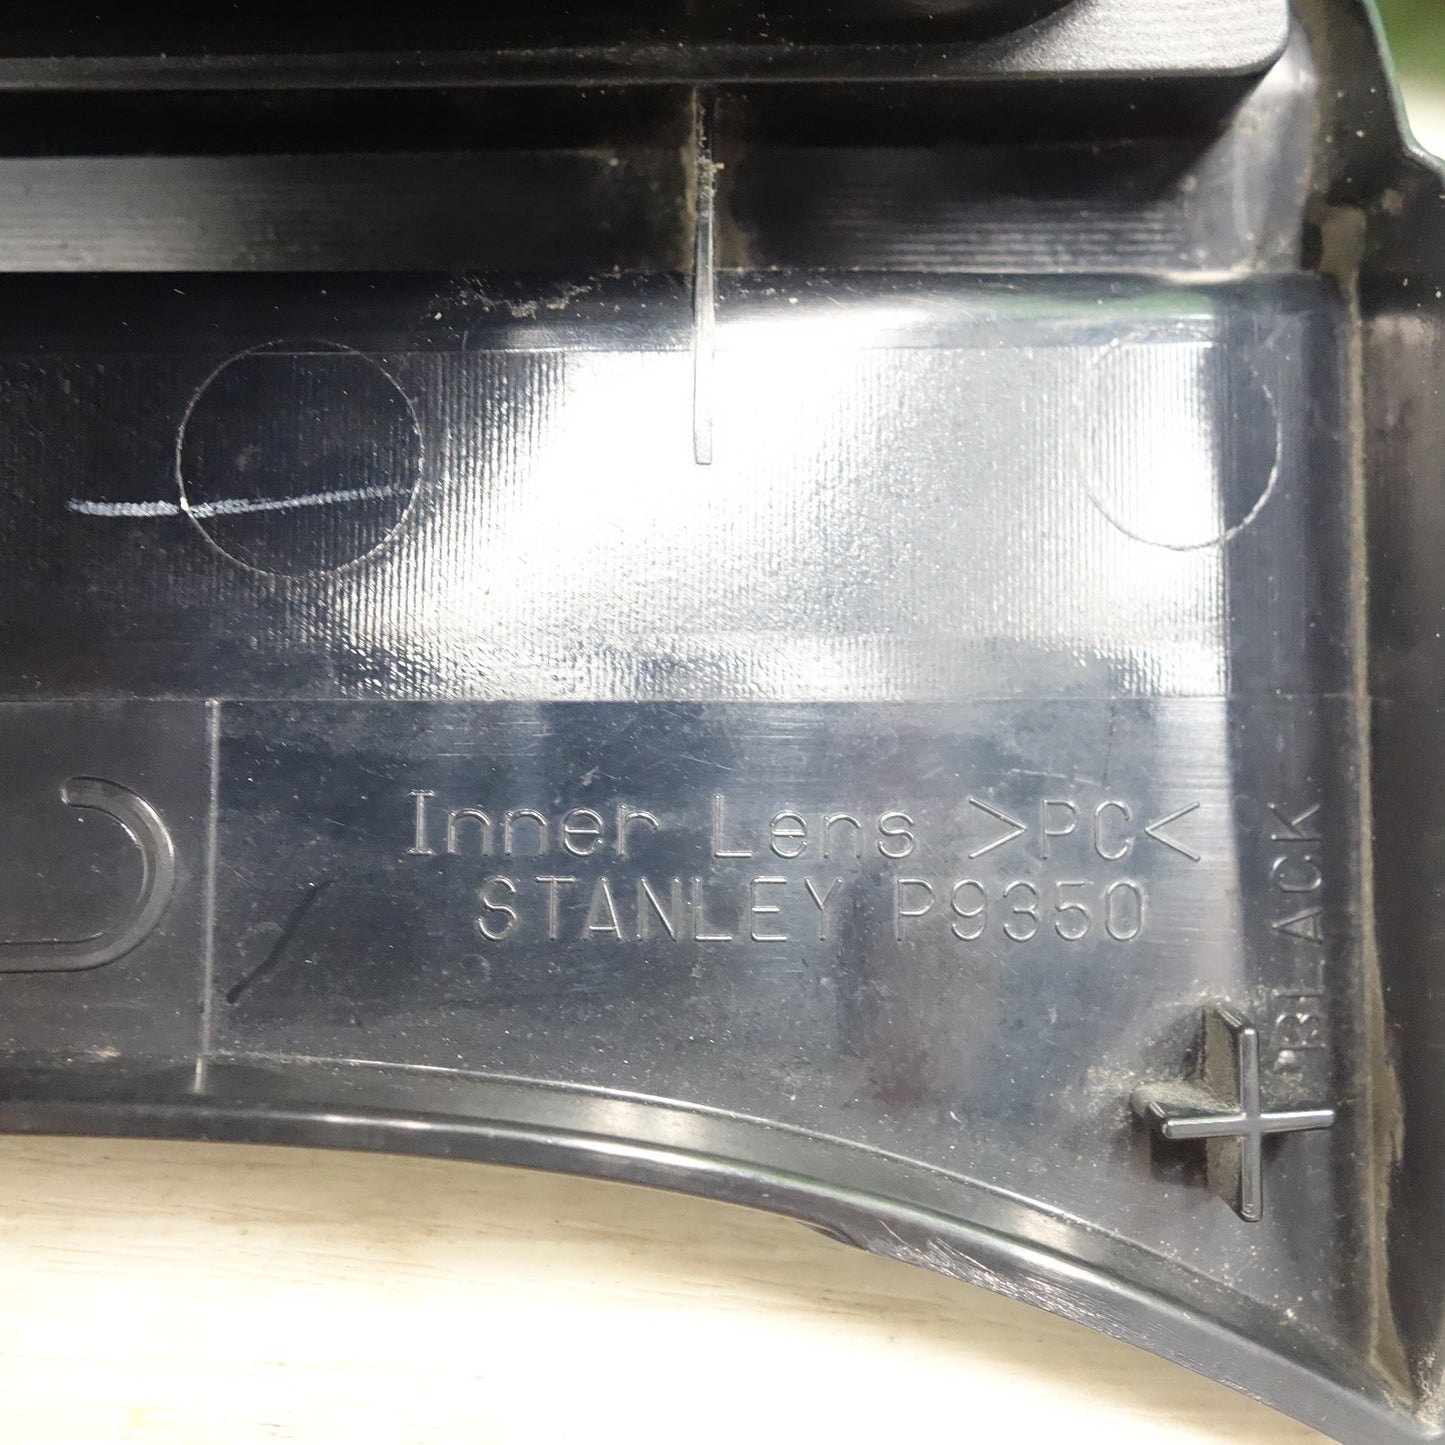 Inner Lens >PC<
STANLEY P9350
BLACK